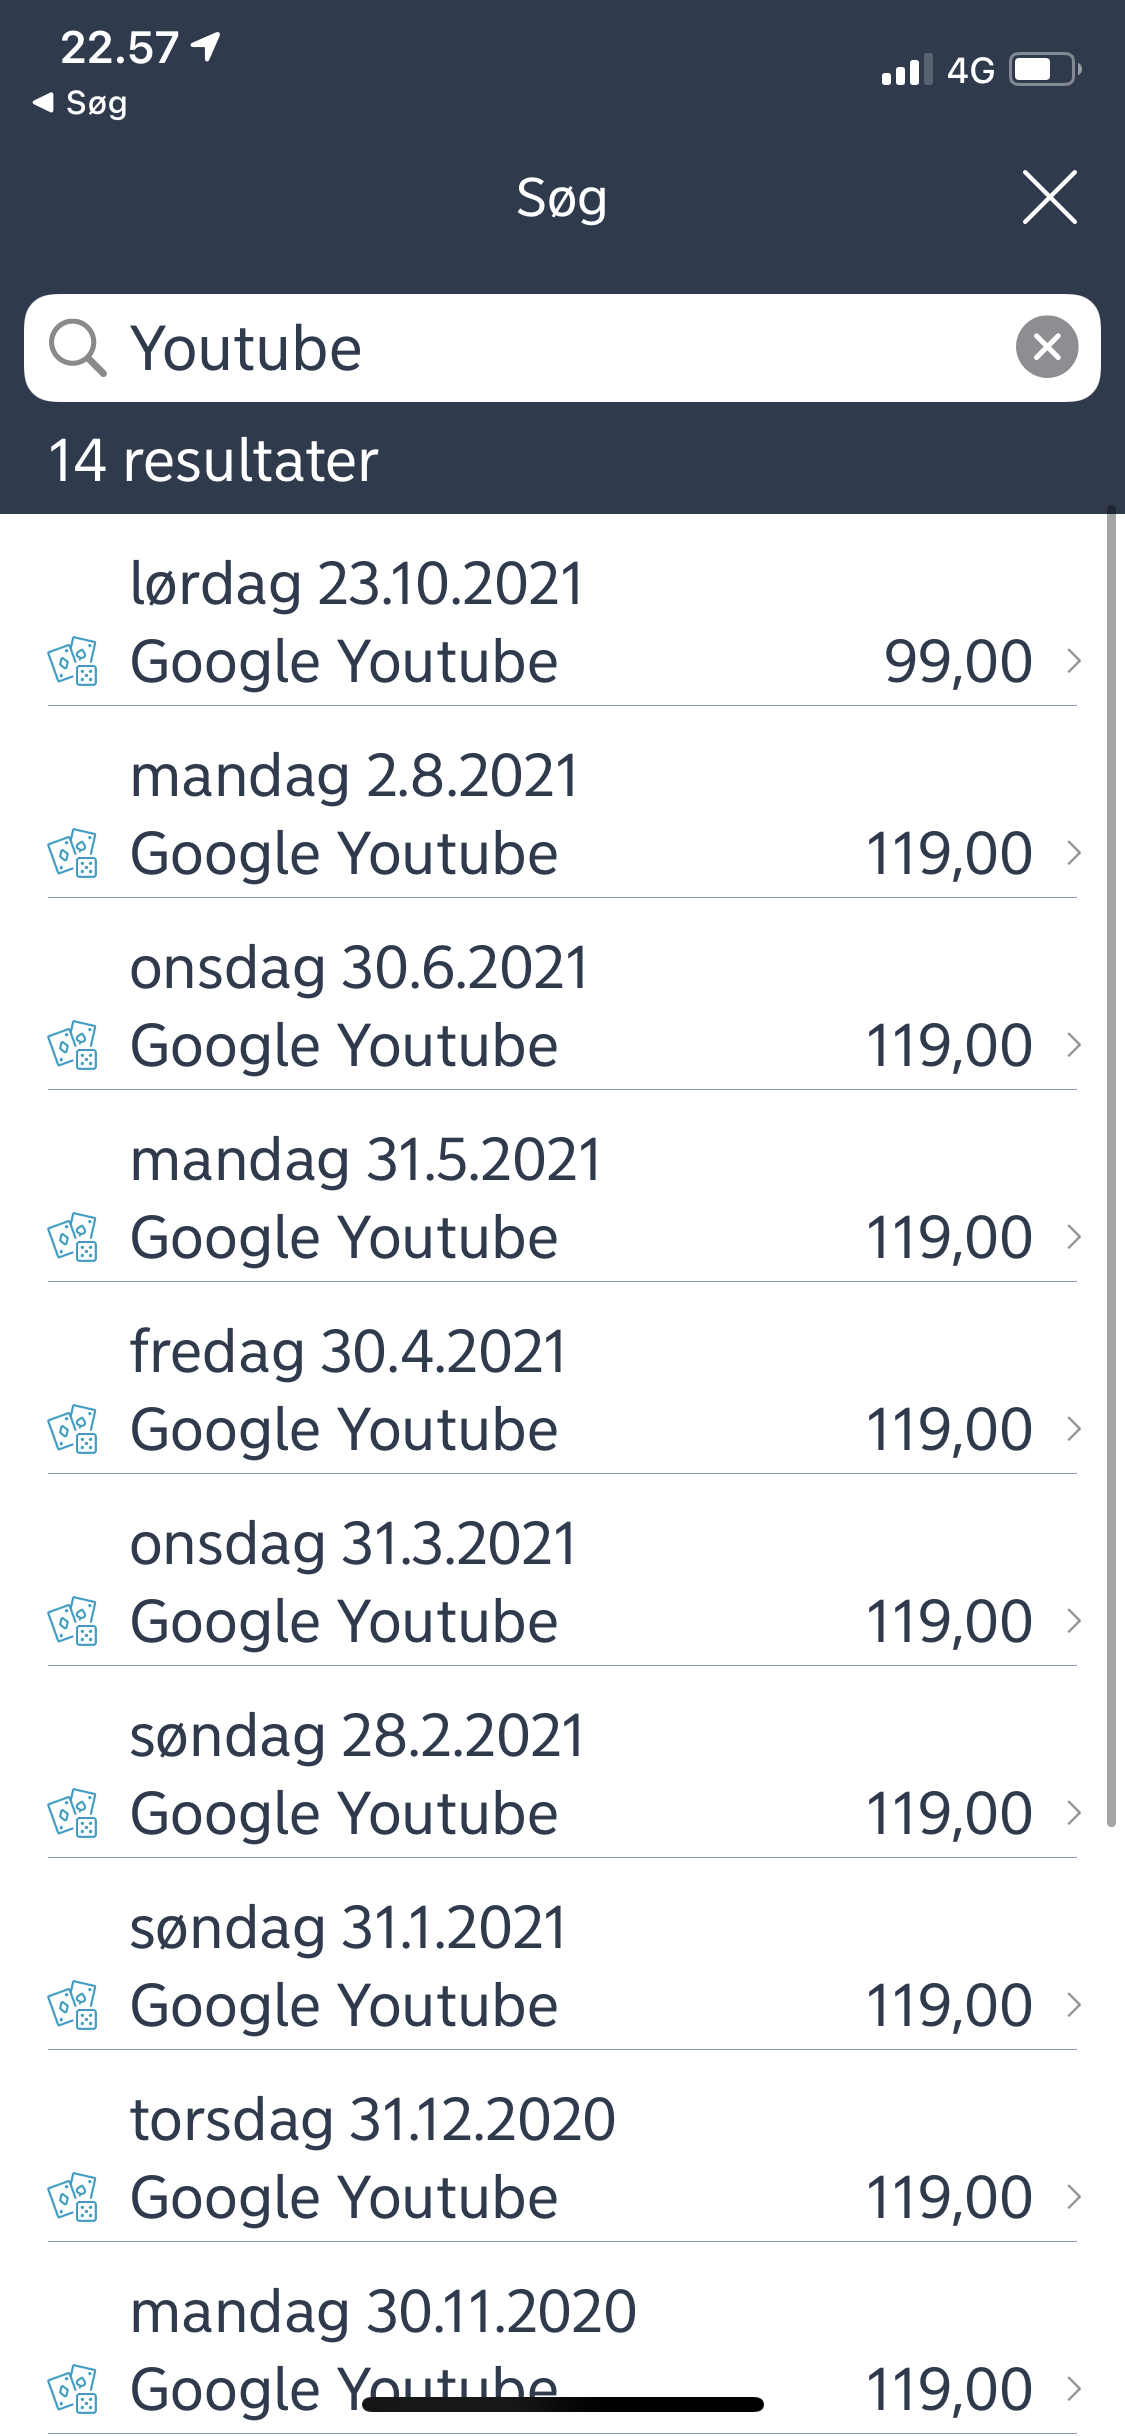 22.57
4G
Søg
Søg
Youtube
14 resultater
lørdag 23.10.2021
Google Youtube 99,00
mandag 2.8.2021
Google Youtube 119,00
onsdag 30.6.2021
Google Youtube 119,00
mandag 31.5.2021
Google Youtube 119,00
fredag 30.4.2021
Google Youtube 119,00
onsdag 31.3.2021
Google Youtube 119,00
søndag 28.2.2021
Google Youtube 119,00
søndag 31.1.2021
Google Youtube 119,00
torsdag 31.12.2020
Google Youtube 119,00
mandag 30.11.2020
Google Youtube 119,00